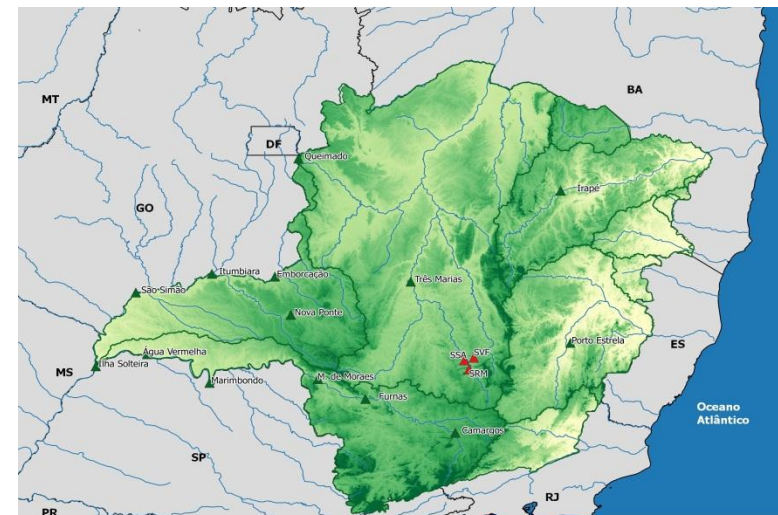 BA
MT
DF
Queimado
Irapé
GO
Itumbiara
Emborcação
Três Marias
São Simão
Nova Ponte
SSA
SVF
Porto Estrela
ES
Água Vermelha
Ilha Solteira
SRM
MS
Marimbondo
M. de Moraes
Furnas
Oceano
Atlântico
Camargos
SP
RJ
PR